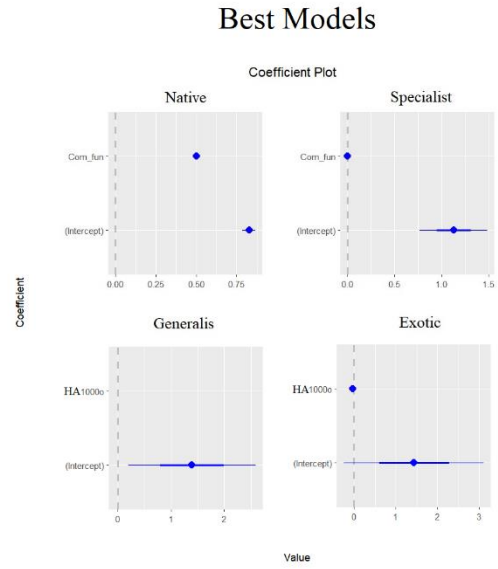 Best Models
Coefficient Plot
Native
Specialist
Com_fun
(Intercept)
0.00 0.25 0.50 0.75
Com_fun
(Intercept)
0.0 0.5 1.0 1.5
Coefficient
Generalis
Exotic
HA1000o
(Intercept)
0 1 2
HA1000o
(Intercept)
0 1 2 3
Value